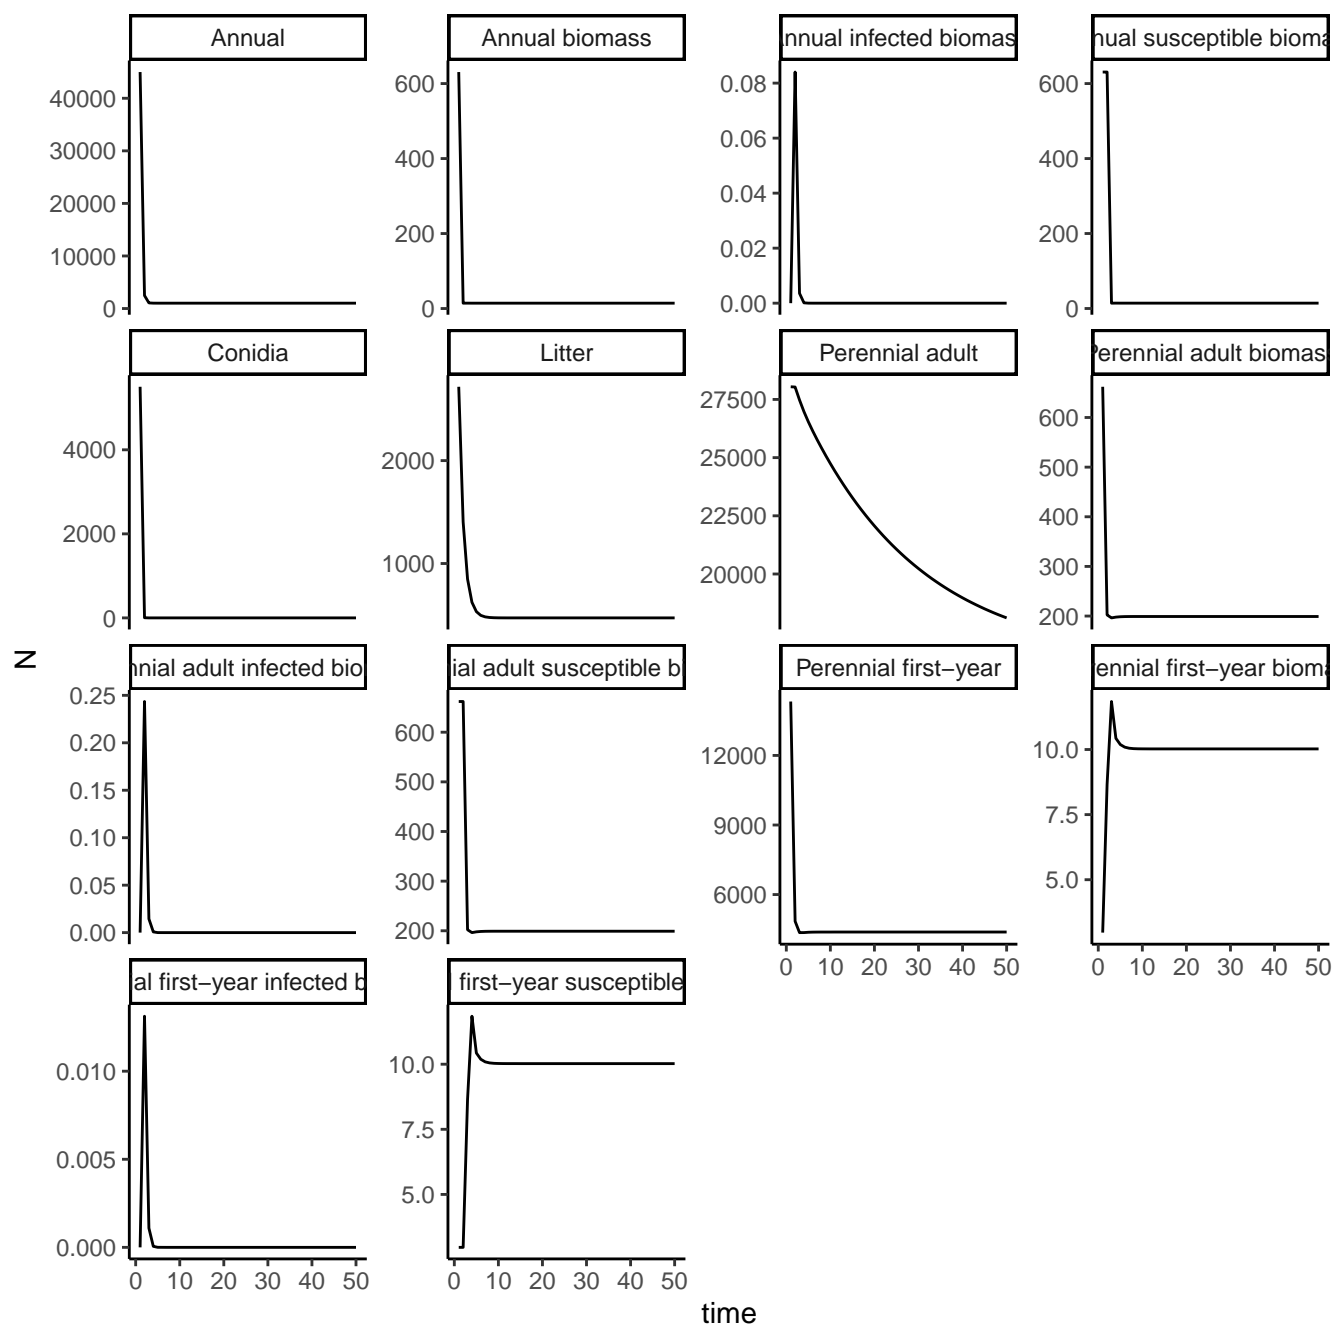 Annual
Annual biomass
nnual infected biomas
nual susceptible bioma
40000
30000
20000
10000
0
600
400
200
0
0.08
0.06
0.04
0.02
0.00
600
400
200
0
Conidia
Litter
Perennial adult
Perennial adult biomas
4000
2000
0
2000
1000
27500
25000
22500
20000
600
500
400
300
200
N
nnial adult infected bio
ial adult susceptible b
Perennial first−year
ennial first−year bioma
0.25
0.20
0.15
0.10
0.05
0.00
600
500
400
300
200
12000
9000
6000
10.0
7.5
5.0
0 10 20 30 40 50
0 10 20 30 40 50
al first−year infected b
first−year susceptible
0.010
0.005
0.000
10.0
7.5
5.0
0 10 20 30 40 50
0 10 20 30 40 50
time